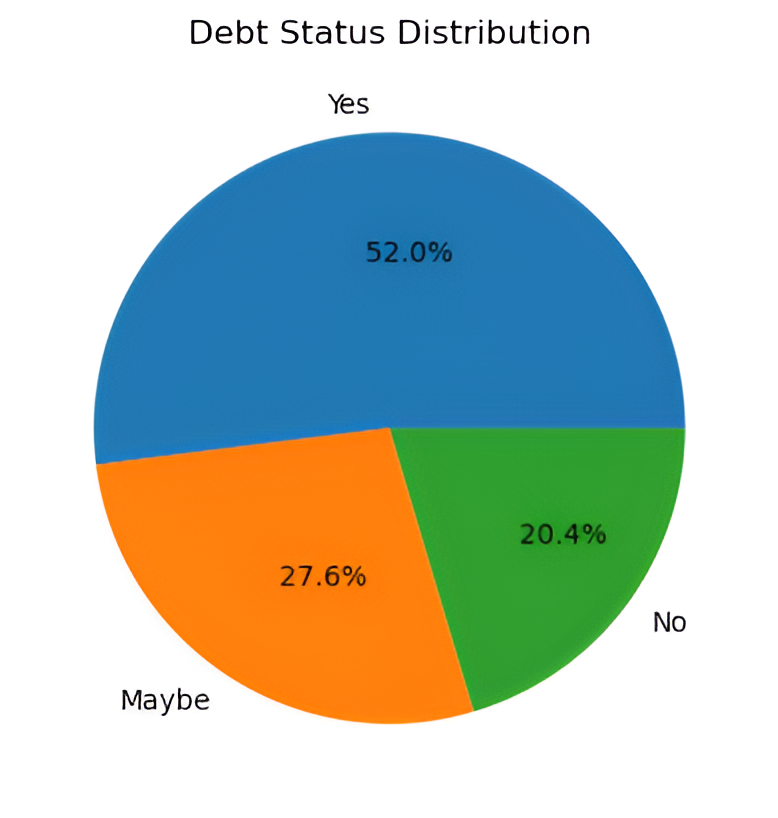 Debt Status Distribution
Yes
52.0%
27.6%
20.4%
No
Maybe